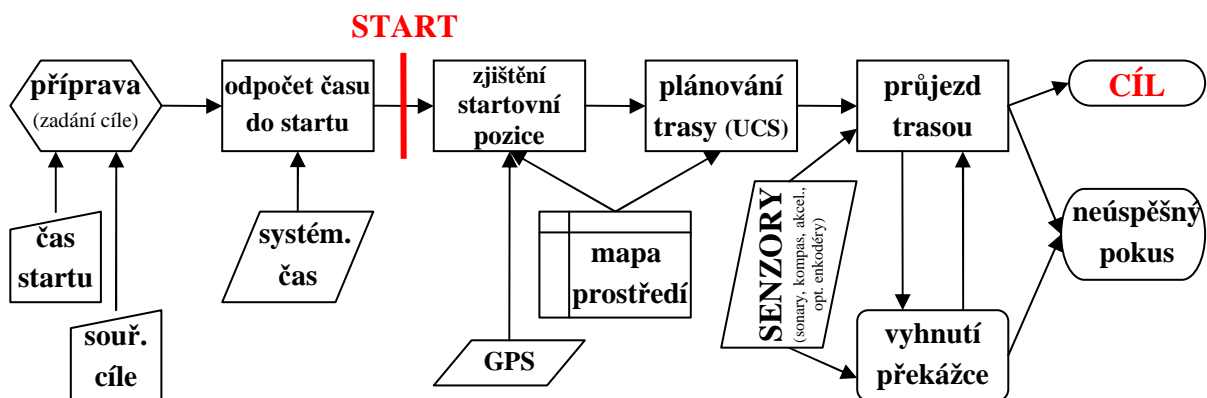 START
příprava
(zadání cíle)
odpočet času
do startu
zjištění
startovní
pozice
plánování
trasy (UCS)
průjezd
trasou
CÍL
čas
startu
systém.
čas
mapa
prostředí
SENZORY
(sonary, kompas, akcel.,
opt. enkodéry)
neúspěšný
pokus
souř.
cíle
GPS
vyhnutí
překážce